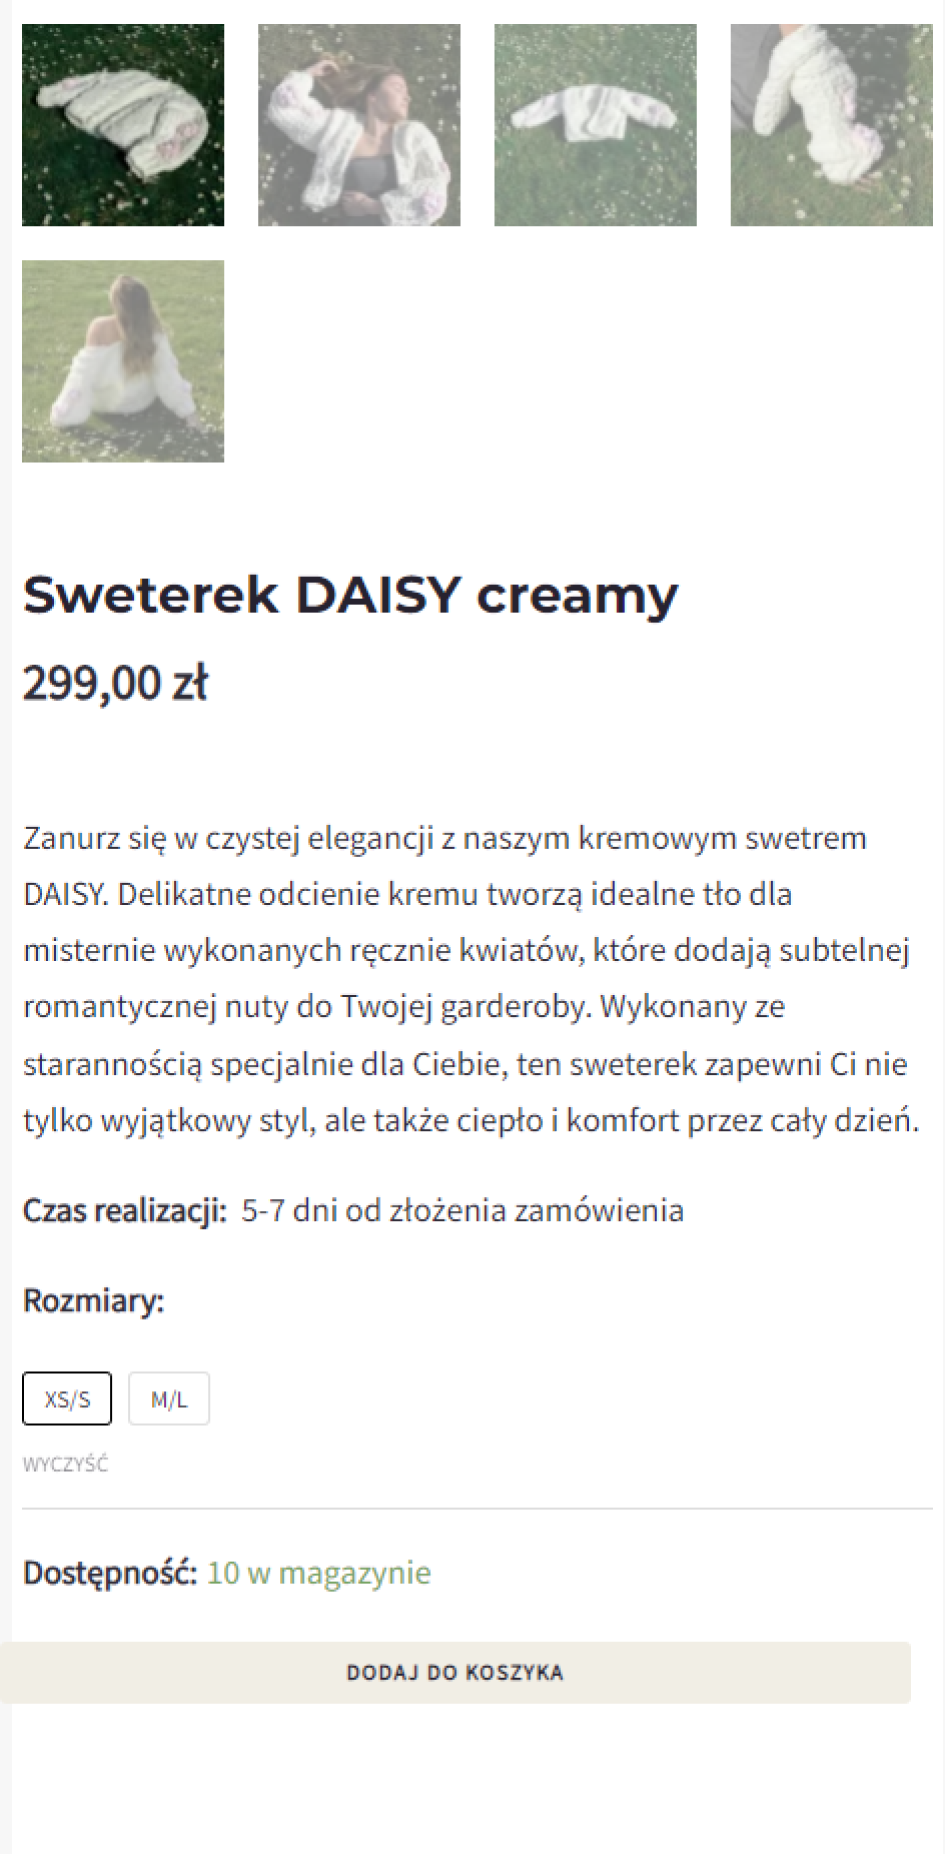 Sweterek DAISY creamy
299,00 zł
Zanurz się w czystej elegancji z naszym kremowym swetrem
DAISY. Delikatne odcienie kremu tworzą idealne tło dla
misternie wykonanych ręcznie kwiatów, które dodają subtelnej
romantycznej nuty do Twojej garderoby. Wykonany ze
starannością specjalnie dla Ciebie, ten sweterek zapewni Ci nie
tylko wyjątkowy styl, ale także ciepło i komfort przez cały dzień.
Czas realizacji: 5-7 dni od złożenia zamówienia
Rozmiary:
XS/S M/L
WYCZYŚĆ
Dostępność: 10 w magazynie
DODAJ DO KOSZYKA